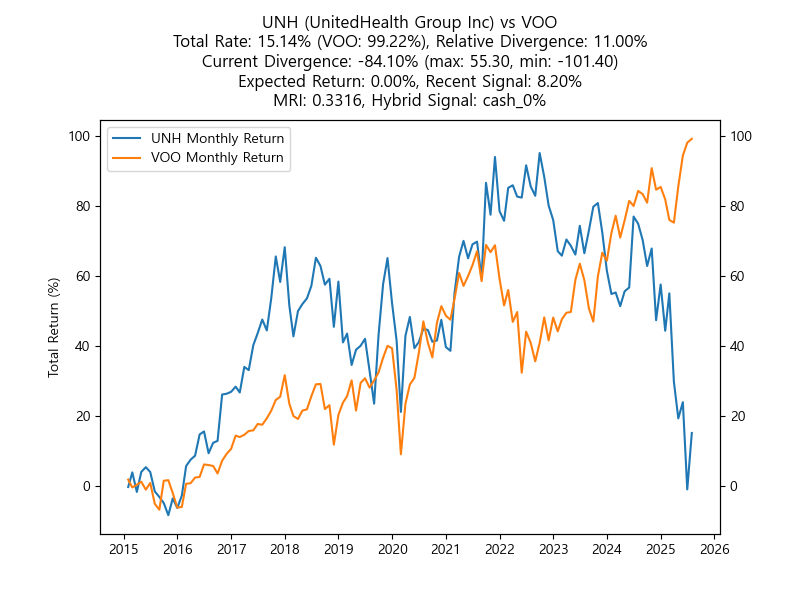 UNH (UnitedHealth Group Inc) vs VOO
Total Rate: 15.14% (VOO: 99.22%), Relative Divergence: 11.00%
Current Divergence: -84.10% (max: 55.30, min: -101.40)
Expected Return: 0.00%, Recent Signal: 8.20%
MRI: 0.3316, Hybrid Signal: cash_0%
UNH Monthly Return
VOO Monthly Return
Total Return (%)
100
80
60
40
20
0
100
80
60
40
20
0
2015 2016 2017 2018 2019 2020 2021 2022 2023 2024 2025 2026